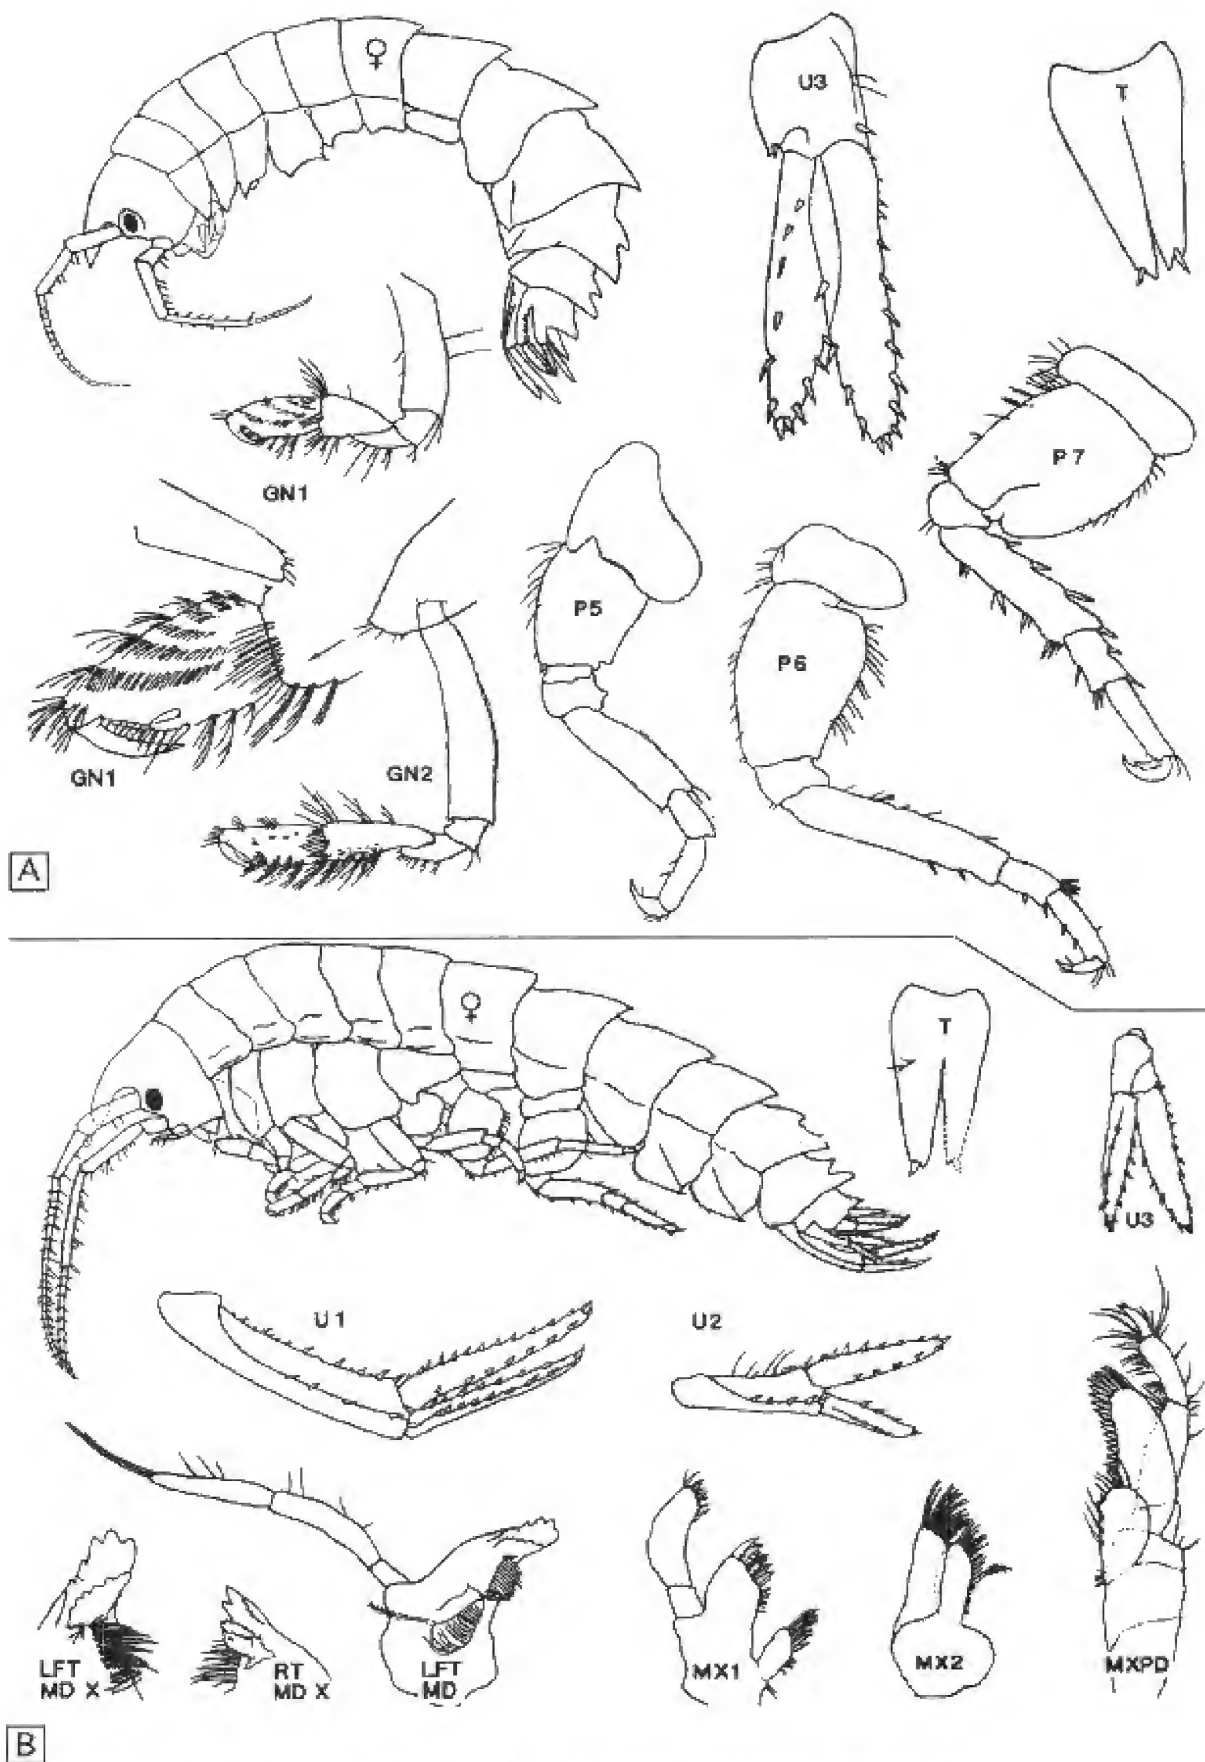 ♀
U3
T
P7
GN1
P5
P6
GN1
GN2
A
♀
T
U3
U1
U2
LFT
MD X
RT
MD X
LFT
MD
MX1
MX2
MXPD
B